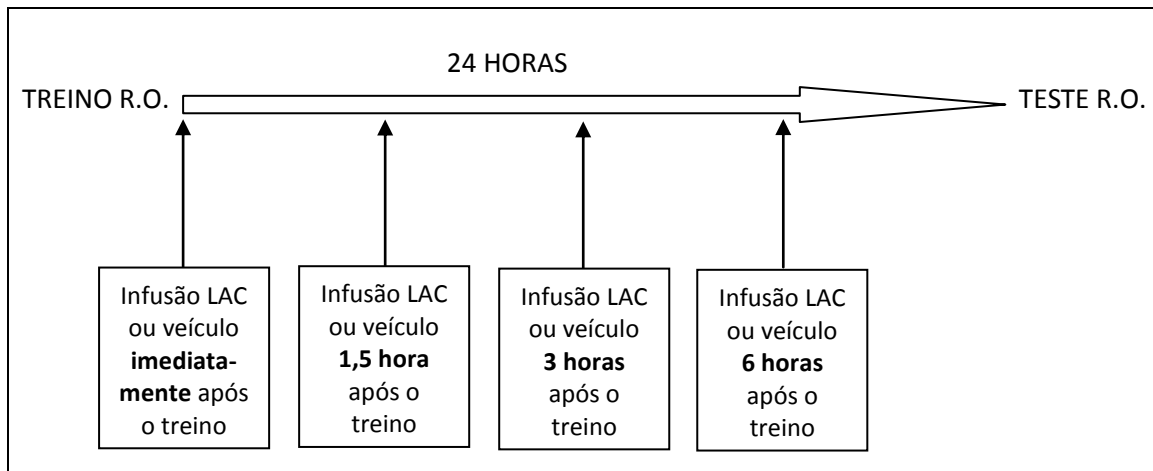 24 HORAS
TREINO R.O.
TESTE R.O.
Infusão LAC
ou veículo
imediata-
mente após
o treino
Infusão LAC
ou veículo
1,5 hora
após o
treino
Infusão LAC
ou veículo
3 horas
após o
treino
Infusão LAC
ou veículo
6 horas
após o
treino